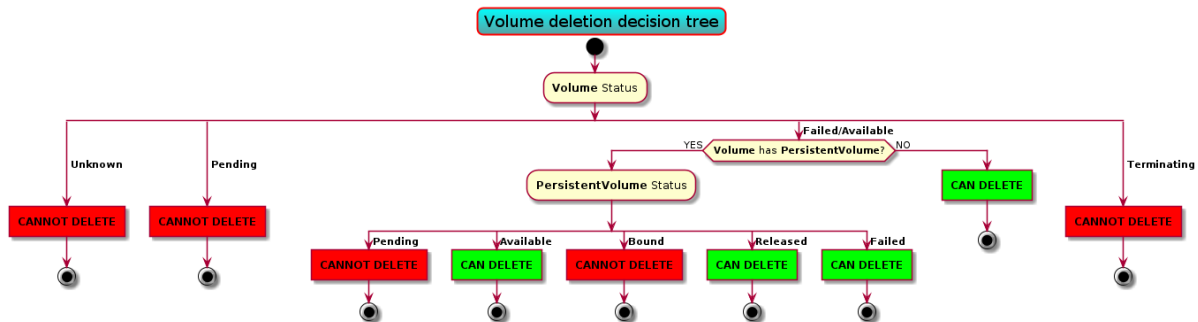 Volume deletion decision tree
Volume Status
Failed/Available
YES
Volume has PersistentVolume?
NO
Unknown
Pending
Terminating
PersistentVolume Status
CAN DELETE
CANNOT DELETE
CANNOT DELETE
CANNOT DELETE
Pending
Available
Bound
Released
Failed
CANNOT DELETE
CAN DELETE
CANNOT DELETE
CAN DELETE
CAN DELETE